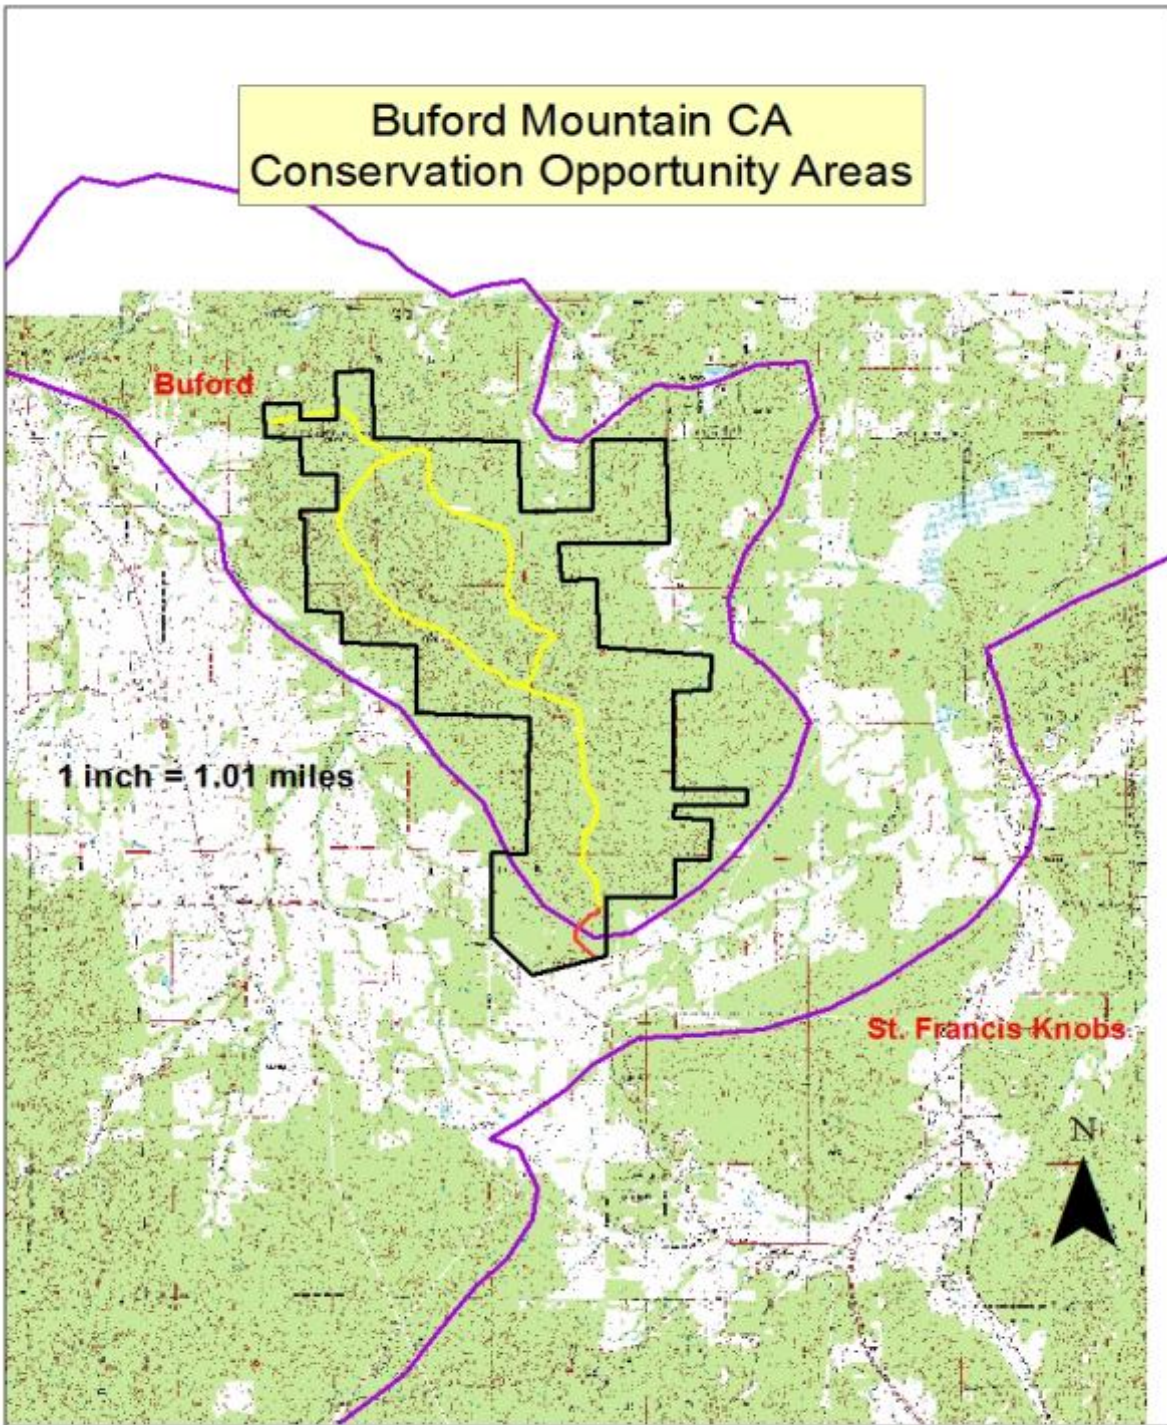 Buford Mountain CA
Conservation Opportunity Areas
Buford
1 inch = 1.01 miles
St. Francis Knobs
N